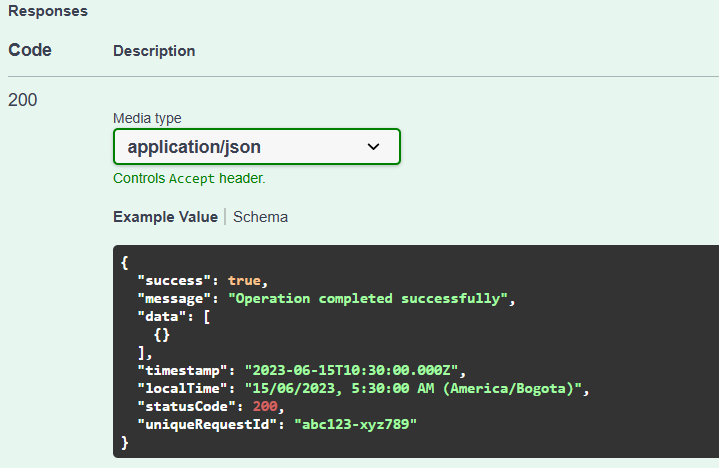 Responses
Code Description
200
Media type
application/json
Controls Accept header.
Example Value Schema
{
  "success": true,
  "message": "Operation completed successfully",
  "data": [
    {}
  ],
  "timestamp": "2023-06-15T10:30:00.000Z",
  "localTime": "15/06/2023, 5:30:00 AM (America/Bogota)",
  "statusCode": 200,
  "uniqueRequestId": "abc123-xyz789"
}